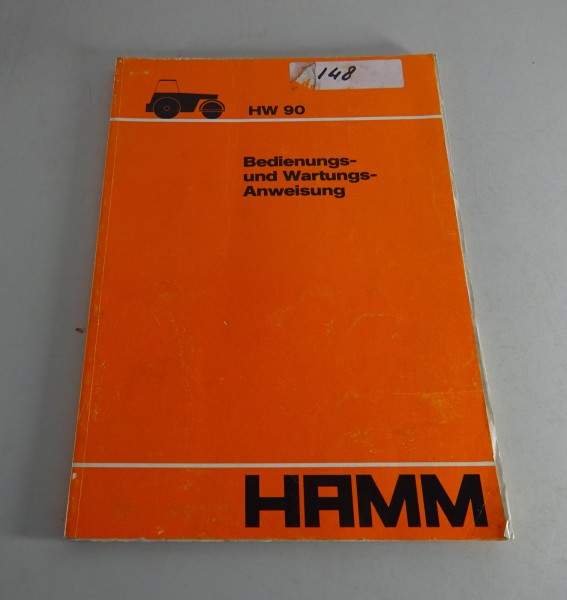 148
HW 90
Bedienungs-
und Wartungs-
Anweisung
HAMM